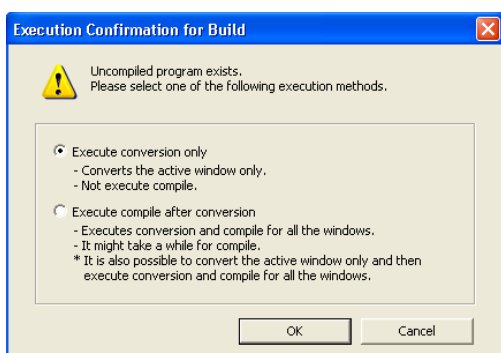 Execution Confirmation for Build
Uncompiled program exists.
Please select one of the following execution methods.
Execute conversion only
- Converts the active window only.
- Not execute compile.
Execute compile after conversion
- Executes conversion and compile for all the windows.
- It might take a while for compile.
* It is also possible to convert the active window only and then
execute conversion and compile for all the windows.
OK
Cancel